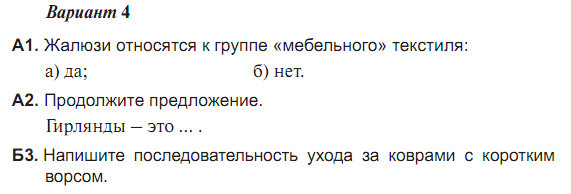 Вариант 4
А1. Жалюзи относятся к группе «мебельного» текстиля:
а) да; б) нет.
А2. Продолжите предложение.
Гирлянды – это ... .
Б3. Напишите последовательность ухода за коврами с коротким
ворсом.